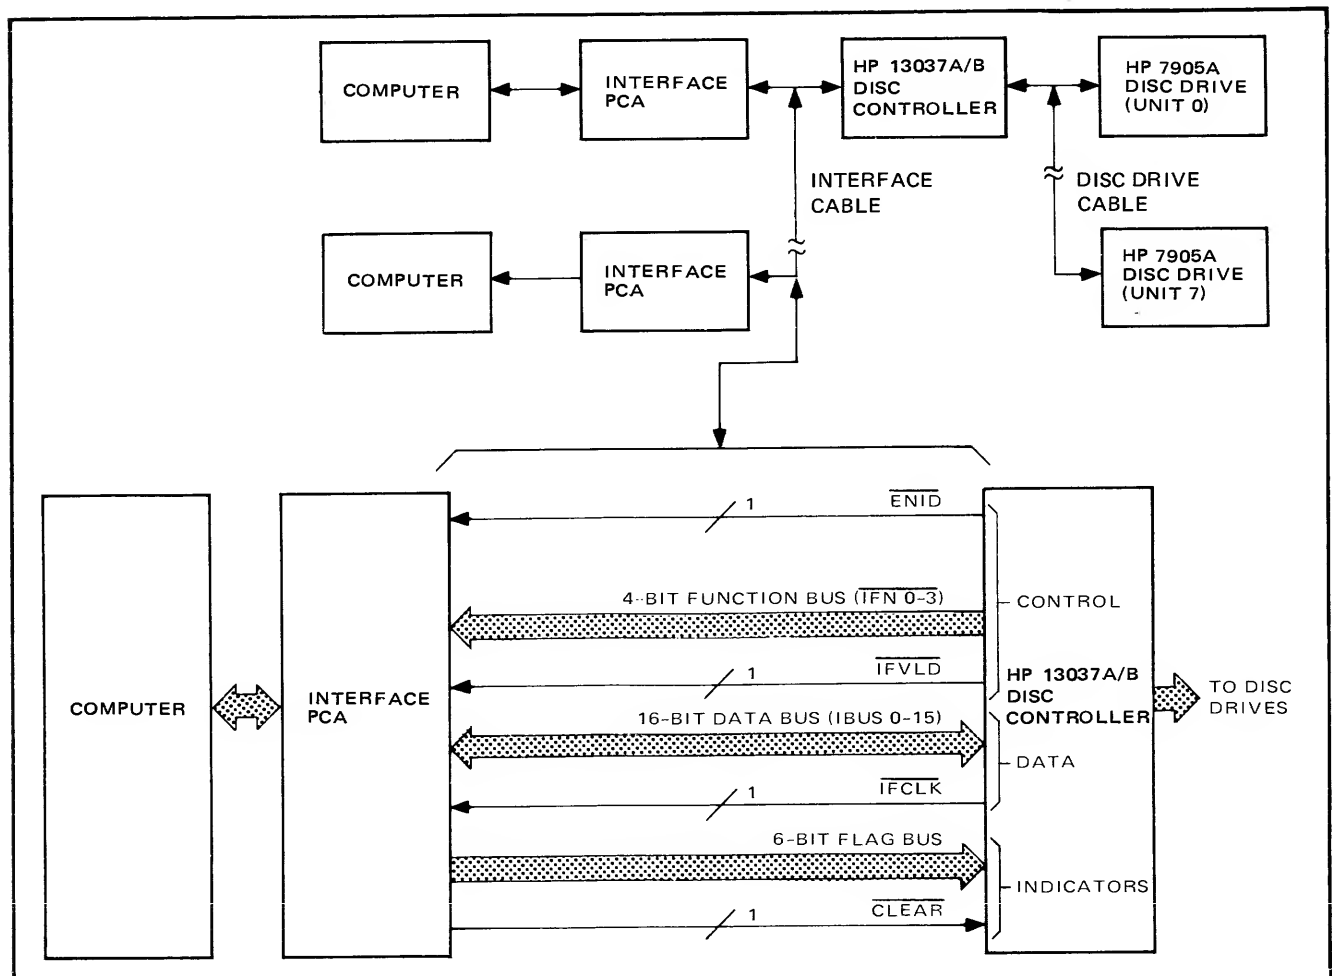 COMPUTER
INTERFACE
PCA
HP 13037A/B
DISC
CONTROLLER
HP 7905A
DISC DRIVE
(UNIT 0)
INTERFACE
CABLE
DISC DRIVE
CABLE
COMPUTER
INTERFACE
PCA
HP 7905A
DISC DRIVE
(UNIT 7)
1
ENID
4-BIT FUNCTION BUS (IFN 0-3)
CONTROL
1
IFVLD
COMPUTER
INTERFACE
PCA
HP 13037A/B
DISC
CONTROLLER
TO DISC
DRIVES
16-BIT DATA BUS (IBUS 0-15)
DATA
1
IFCLK
6-BIT FLAG BUS
INDICATORS
1
CLEAR